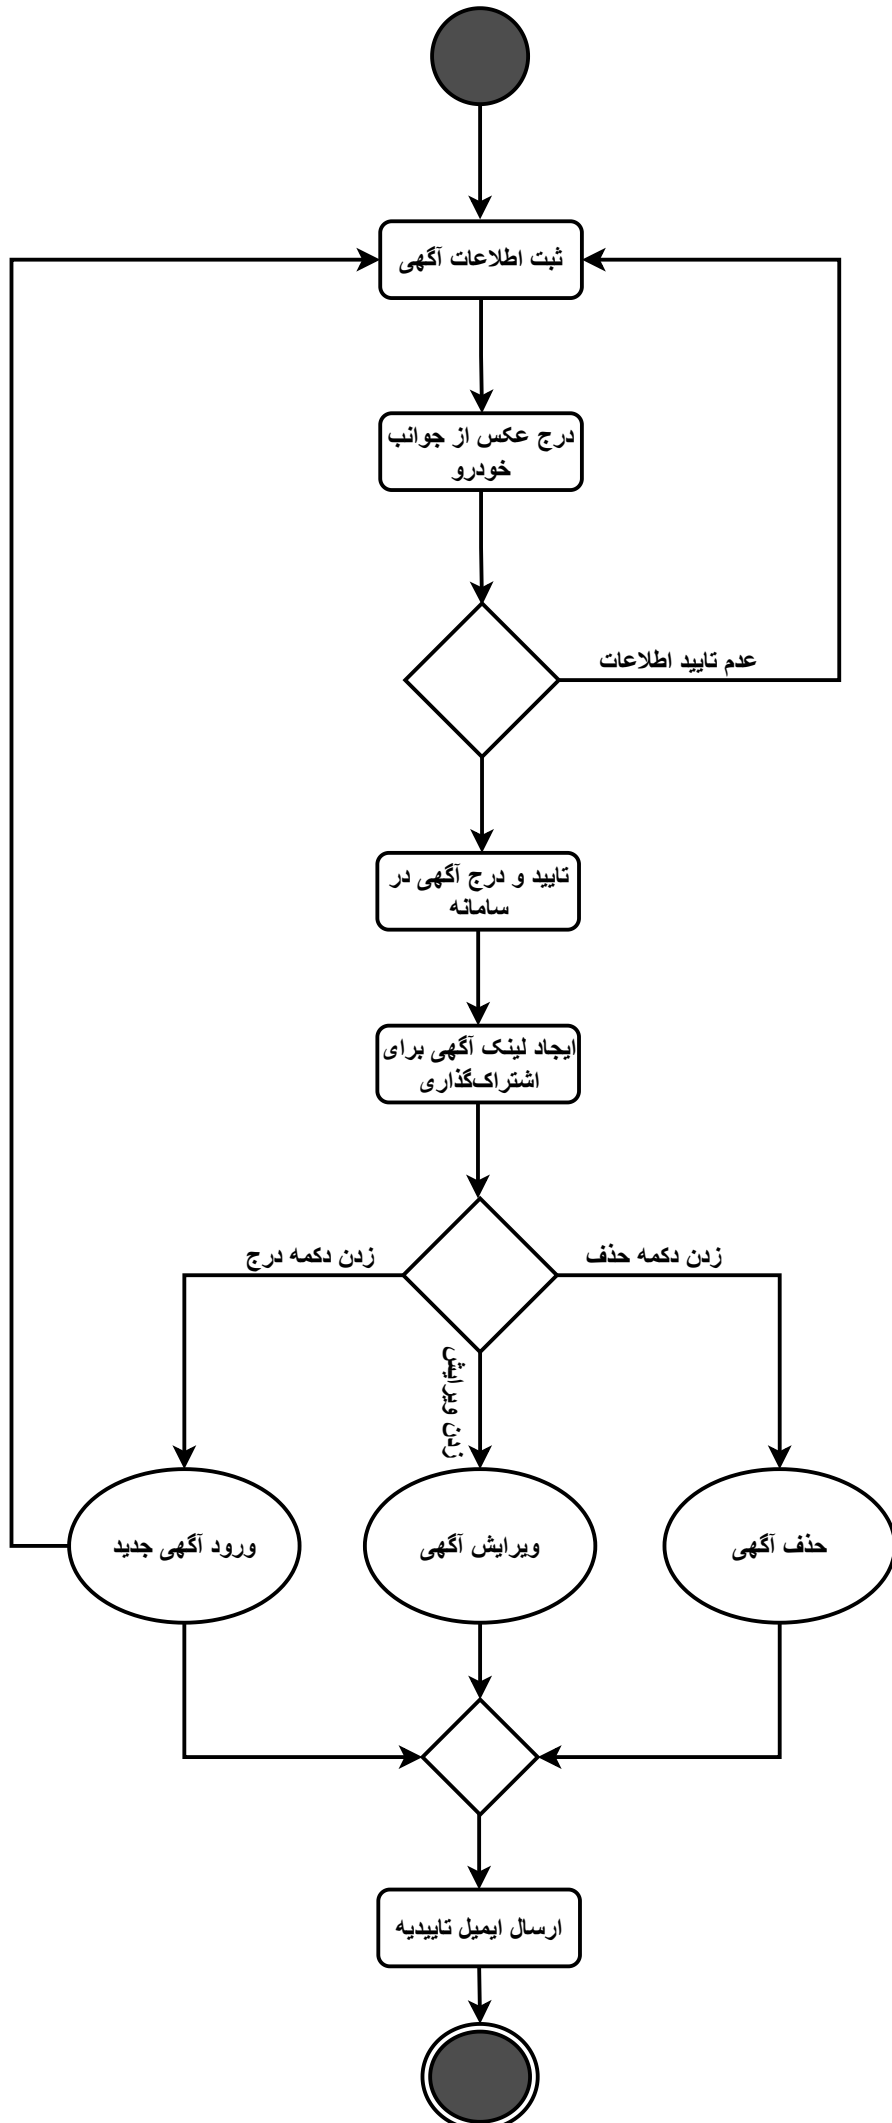 ثبت اطلاعات آگهی
درج عکس از جوانب
خودرو
عدم تایید اطلاعات
تایید و درج آگهی در
سامانه
ایجاد لینک آگهی برای
اشتراک‌گذاری
زدن دکمه حذف
زدن دکمه درج
زدن ویرایش
حذف آگهی
ویرایش آگهی
ورود آگهی جدید
ارسال ایمیل تاییدیه